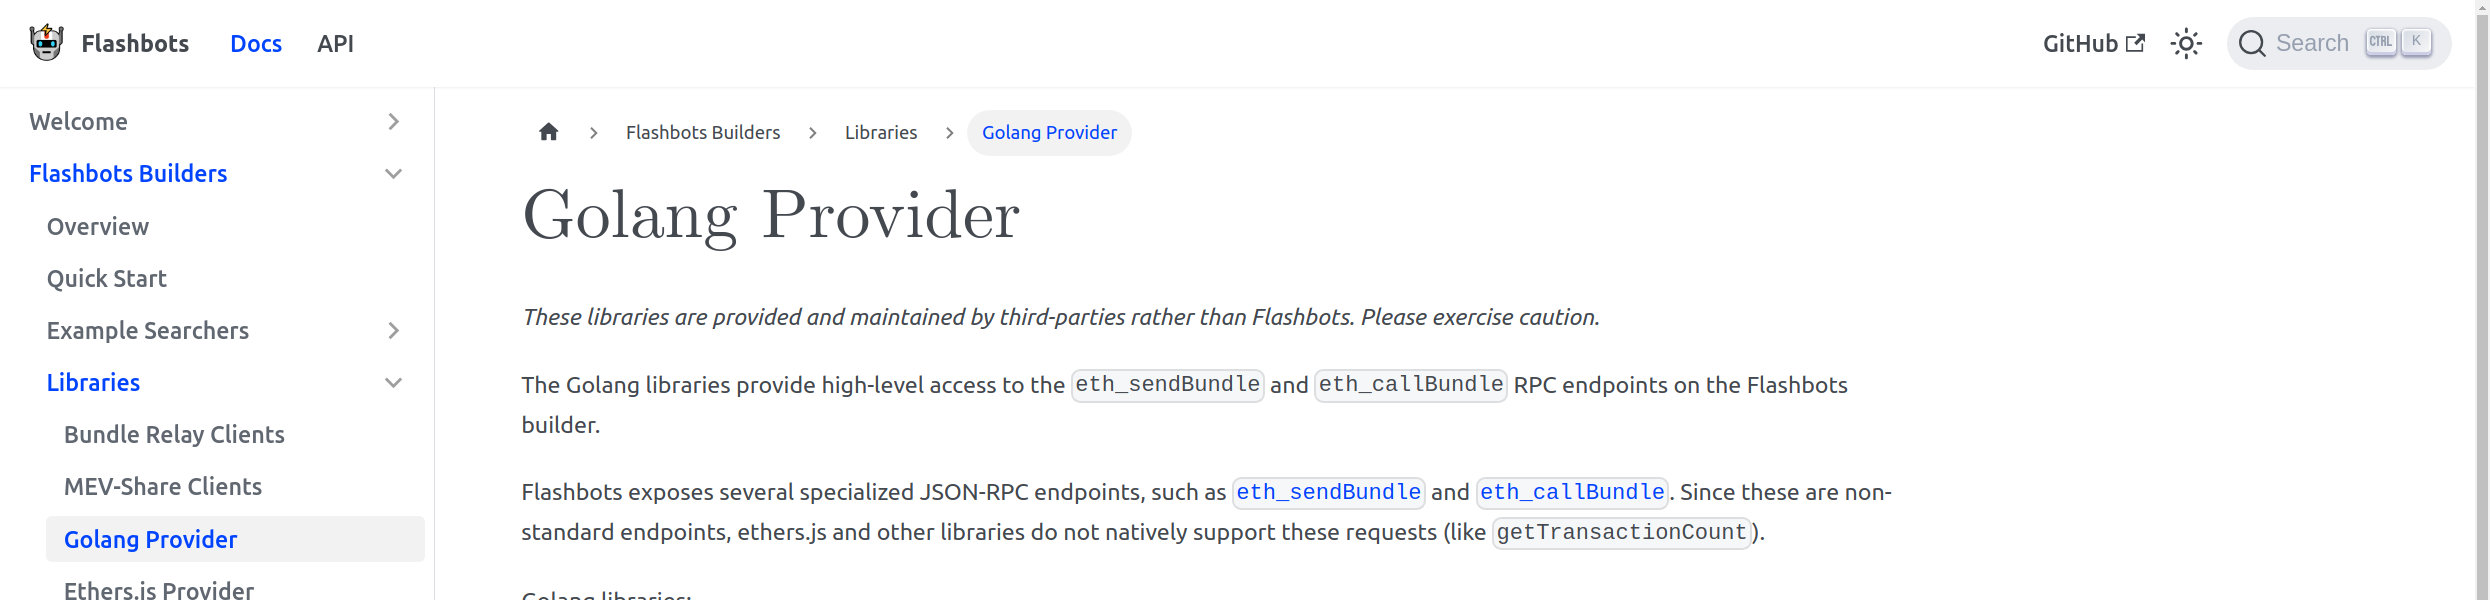 Flashbots Docs API GitHub Search CTRL K
Welcome
Flashbots Builders
Overview
Quick Start
Example Searchers
Libraries
Bundle Relay Clients
MEV-Share Clients
Golang Provider
Ethers.js Provider
Flashbots Builders Libraries Golang Provider
Golang Provider
These libraries are provided and maintained by third-parties rather than Flashbots. Please exercise caution.
The Golang libraries provide high-level access to the eth_sendBundle and eth_callBundle RPC endpoints on the Flashbots
builder.
Flashbots exposes several specialized JSON-RPC endpoints, such as eth_sendBundle and eth_callBundle. Since these are non-
standard endpoints, ethers.js and other libraries do not natively support these requests (like getTransactionCount).
Golang libraries: